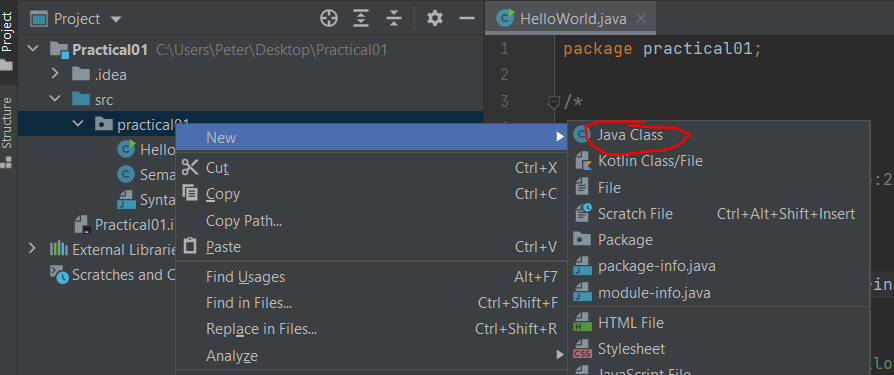 Project
Structure
Project
Practical01 C:\Users\Peter\Desktop\Practical01
.idea
src
practical01
Hello
Sema
Synta
Practical01.i
External Librarie
Scratches and C
HelloWorld.java
1 package practical01;
2
3 /*
New
Cut Ctrl+X
Copy Ctrl+C
Copy Path...
Paste Ctrl+V
Find Usages Alt+F7
Find in Files... Ctrl+Shift+F
Replace in Files... Ctrl+Shift+R
Analyze
Java Class
Kotlin Class/File
File
Scratch File Ctrl+Alt+Shift+Insert
Package
package-info.java
module-info.java
HTML File
Stylesheet
JavaScript File
:2
rin
llo